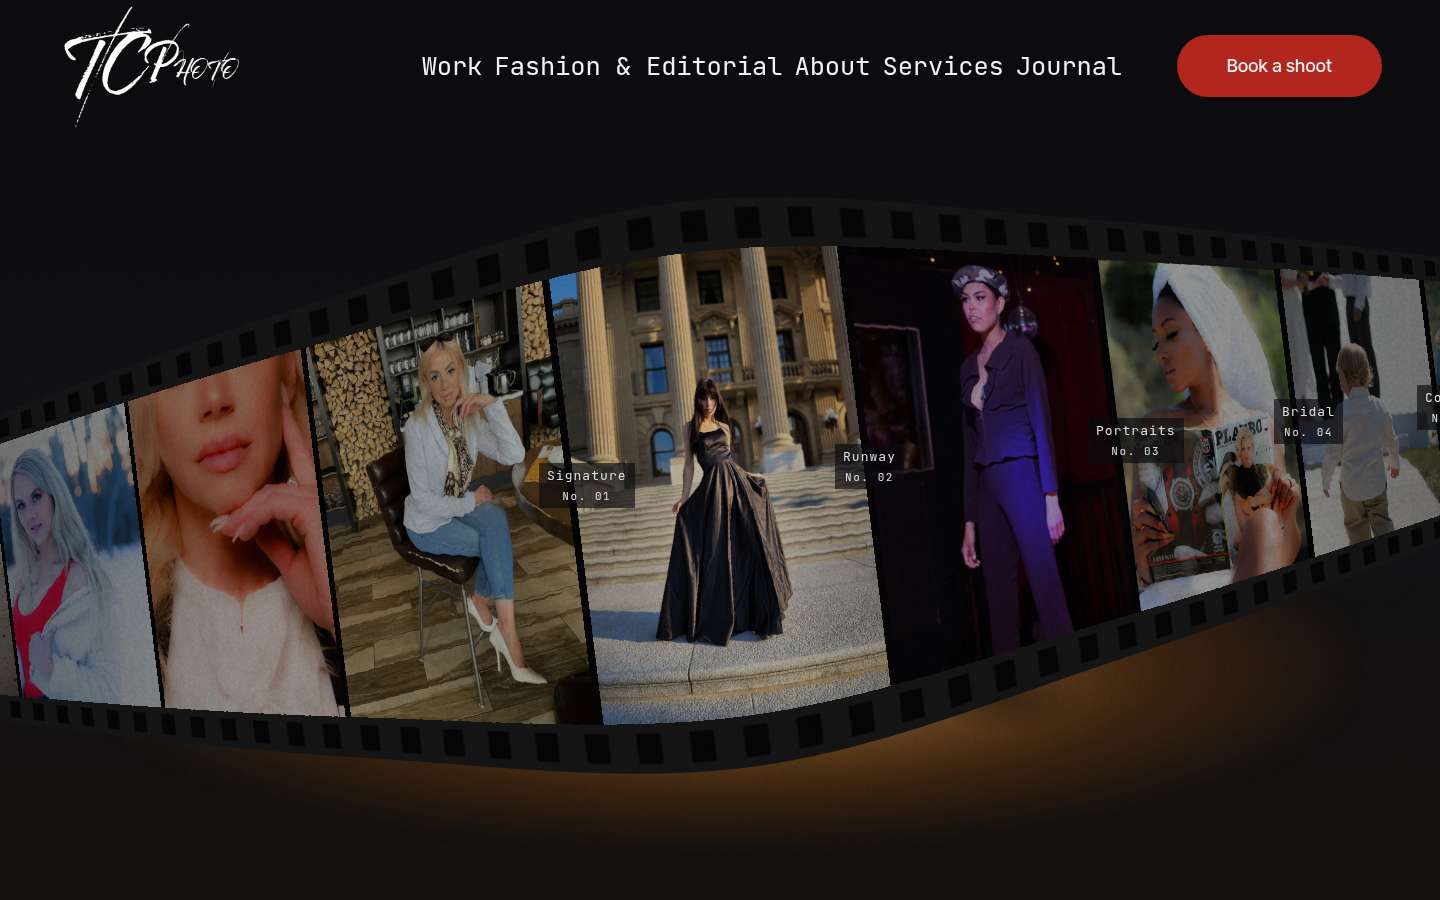 TCPhoto
Work Fashion & Editorial About Services Journal
Book a shoot
Signature
No. 01
Runway
No. 02
Portraits
No. 03
Bridal
No. 04
PLAYBO